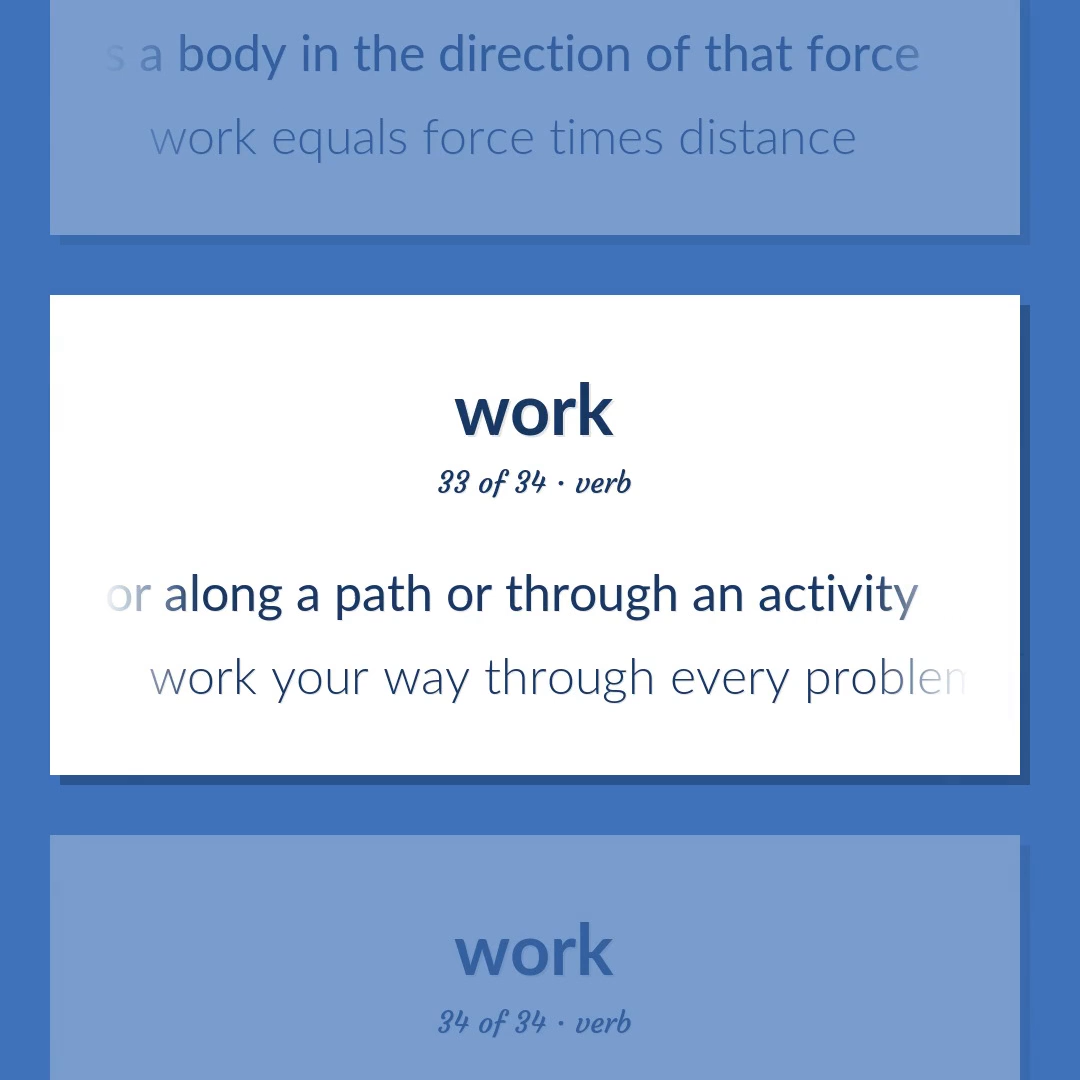 s a body in the direction of that force
work equals force times distance
work
33 of 34 · verb
or along a path or through an activity
work your way through every problem
work
34 of 34 · verb